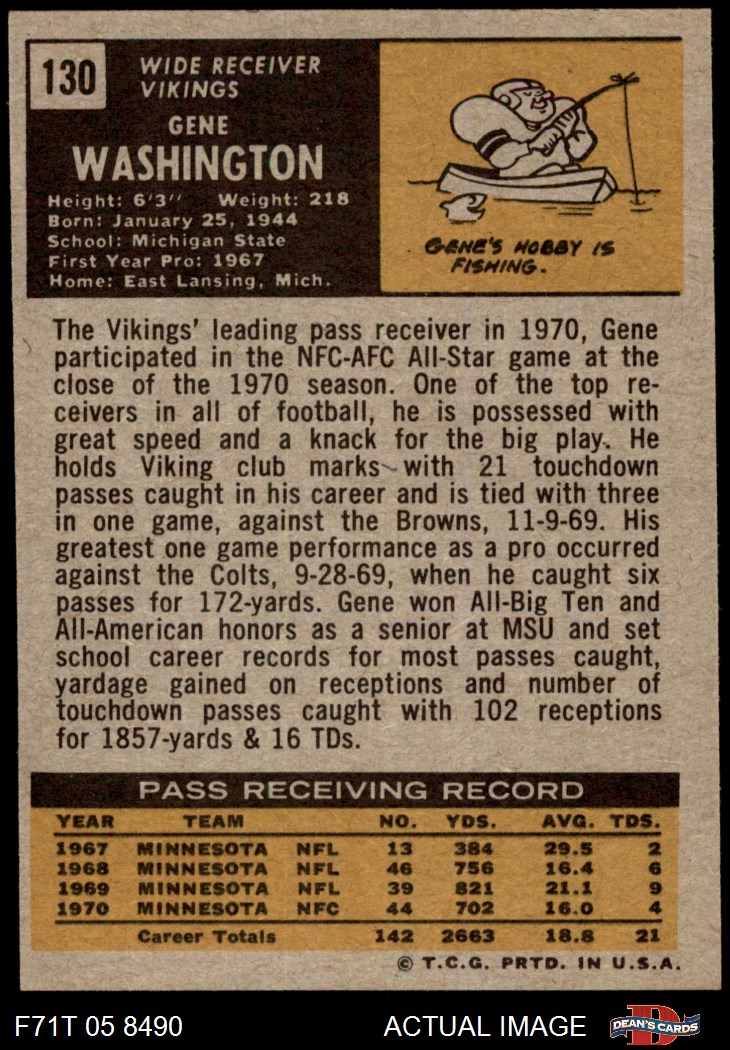 130
WIDE RECEIVER
VIKINGS
GENE
WASHINGTON
Height: 6'3" Weight: 218
Born: January 25, 1944
School: Michigan State
First Year Pro: 1967
Home: East Lansing, Mich.
GENE'S HOBBY IS
FISHING.
The Vikings' leading pass receiver in 1970, Gene
participated in the NFC-AFC All-Star game at the
close of the 1970 season. One of the top re-
ceivers in all of football, he is possessed with
great speed and a knack for the big play. He
holds Viking club marks with 21 touchdown
passes caught in his career and is tied with three
in one game, against the Browns, 11-9-69. His
greatest one game performance as a pro occurred
against the Colts, 9-28-69, when he caught six
passes for 172-yards. Gene won All-Big Ten and
All-American honors as a senior at MSU and set
school career records for most passes caught,
yardage gained on receptions and number of
touchdown passes caught with 102 receptions
for 1857-yards & 16 TDs.
PASS RECEIVING RECORD
YEAR TEAM NO. YDS. AVG. TDS.
1967 MINNESOTA NFL 13 384 29.5 2
1968 MINNESOTA NFL 46 756 16.4 6
1969 MINNESOTA NFL 39 821 21.1 9
1970 MINNESOTA NFC 44 702 16.0 4
Career Totals 142 2663 18.8 21
© T.C.G. PRTD. IN U.S.A.
F71T 05 8490 ACTUAL IMAGE D DEAN'S CARDS